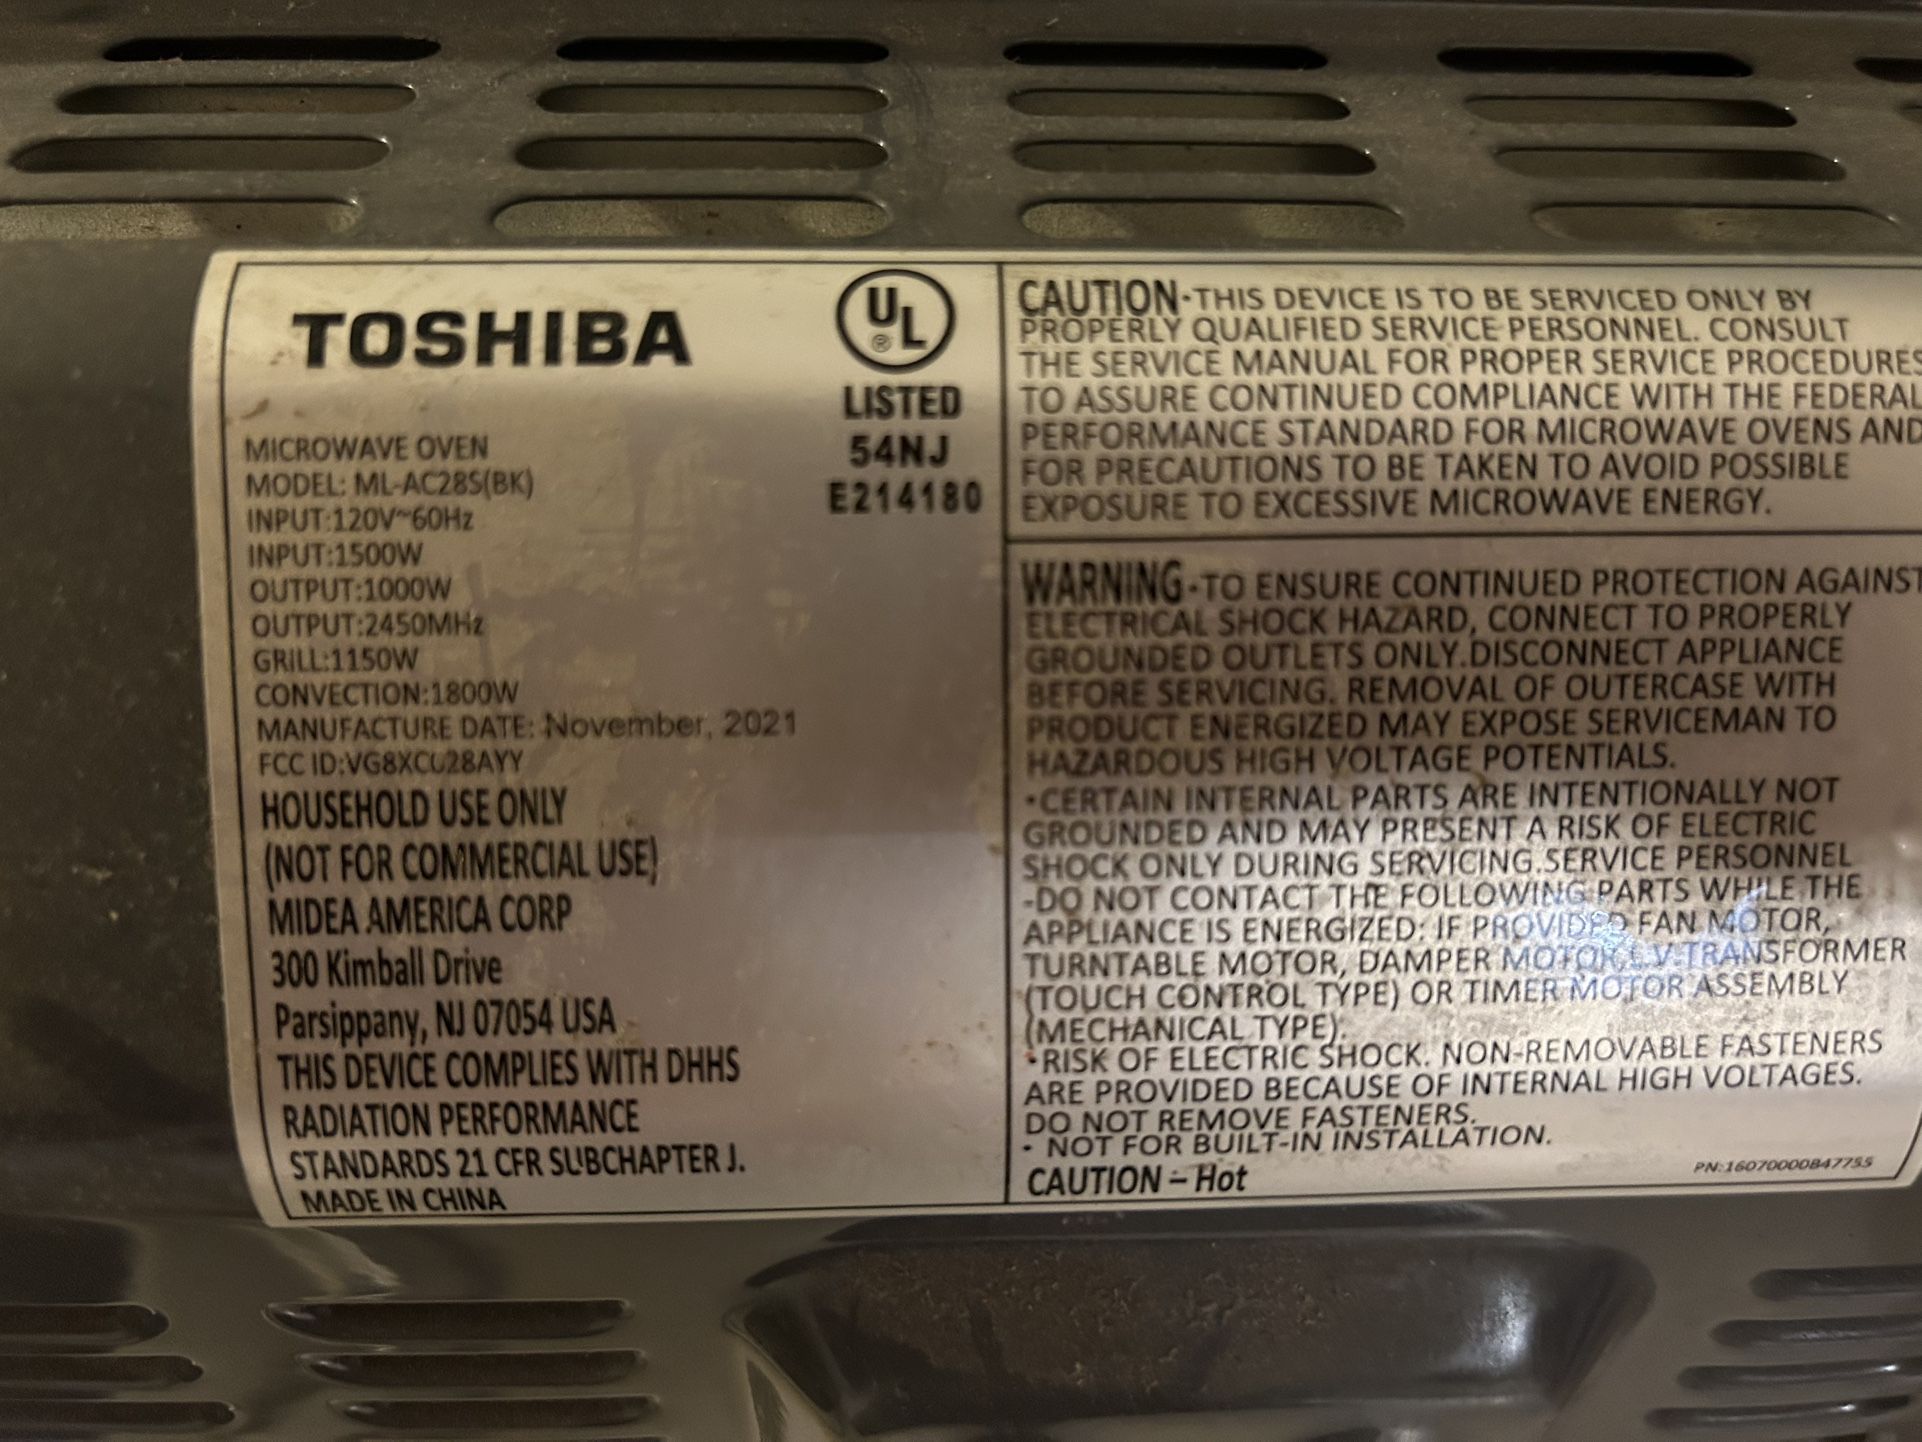 TOSHIBA
UL
®
LISTED
54NJ
E214180
MICROWAVE OVEN
MODEL: ML-AC28S(BK)
INPUT:120V~60Hz
INPUT:1500W
OUTPUT:1000W
OUTPUT:2450MHz
GRILL:1150W
CONVECTION:1800W
MANUFACTURE DATE: November, 2021
FCC ID:VG8XCU28AYY
HOUSEHOLD USE ONLY
(NOT FOR COMMERCIAL USE)
MIDEA AMERICA CORP
300 Kimball Drive
Parsippany, NJ 07054 USA
THIS DEVICE COMPLIES WITH DHHS
RADIATION PERFORMANCE
STANDARDS 21 CFR SUBCHAPTER J.
MADE IN CHINA
CAUTION·THIS DEVICE IS TO BE SERVICED ONLY BY
PROPERLY QUALIFIED SERVICE PERSONNEL. CONSULT
THE SERVICE MANUAL FOR PROPER SERVICE PROCEDURES
TO ASSURE CONTINUED COMPLIANCE WITH THE FEDERAL
PERFORMANCE STANDARD FOR MICROWAVE OVENS AND
FOR PRECAUTIONS TO BE TAKEN TO AVOID POSSIBLE
EXPOSURE TO EXCESSIVE MICROWAVE ENERGY.
WARNING·TO ENSURE CONTINUED PROTECTION AGAINST
ELECTRICAL SHOCK HAZARD, CONNECT TO PROPERLY
GROUNDED OUTLETS ONLY.DISCONNECT APPLIANCE
BEFORE SERVICING. REMOVAL OF OUTERCASE WITH
PRODUCT ENERGIZED MAY EXPOSE SERVICEMAN TO
HAZARDOUS HIGH VOLTAGE POTENTIALS.
·CERTAIN INTERNAL PARTS ARE INTENTIONALLY NOT
GROUNDED AND MAY PRESENT A RISK OF ELECTRIC
SHOCK ONLY DURING SERVICING.SERVICE PERSONNEL
-DO NOT CONTACT THE FOLLOWING PARTS WHILE THE
APPLIANCE IS ENERGIZED: IF PROVIDED FAN MOTOR,
TURNTABLE MOTOR, DAMPER MOTOR,L.V.TRANSFORMER
(TOUCH CONTROL TYPE) OR TIMER MOTOR ASSEMBLY
(MECHANICAL TYPE).
·RISK OF ELECTRIC SHOCK. NON-REMOVABLE FASTENERS
ARE PROVIDED BECAUSE OF INTERNAL HIGH VOLTAGES.
DO NOT REMOVE FASTENERS.
· NOT FOR BUILT-IN INSTALLATION.
CAUTION – Hot
PN:16070000B47755